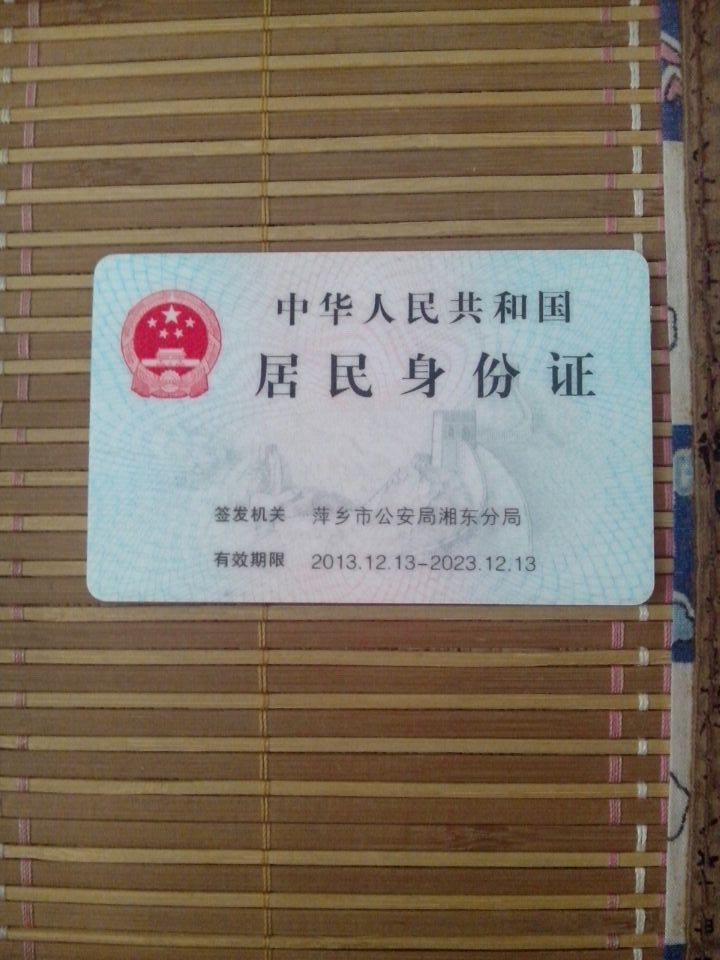 中华人民共和国
居民身份证
签发机关 萍乡市公安局湘东分局
有效期限 2013.12.13-2023.12.13